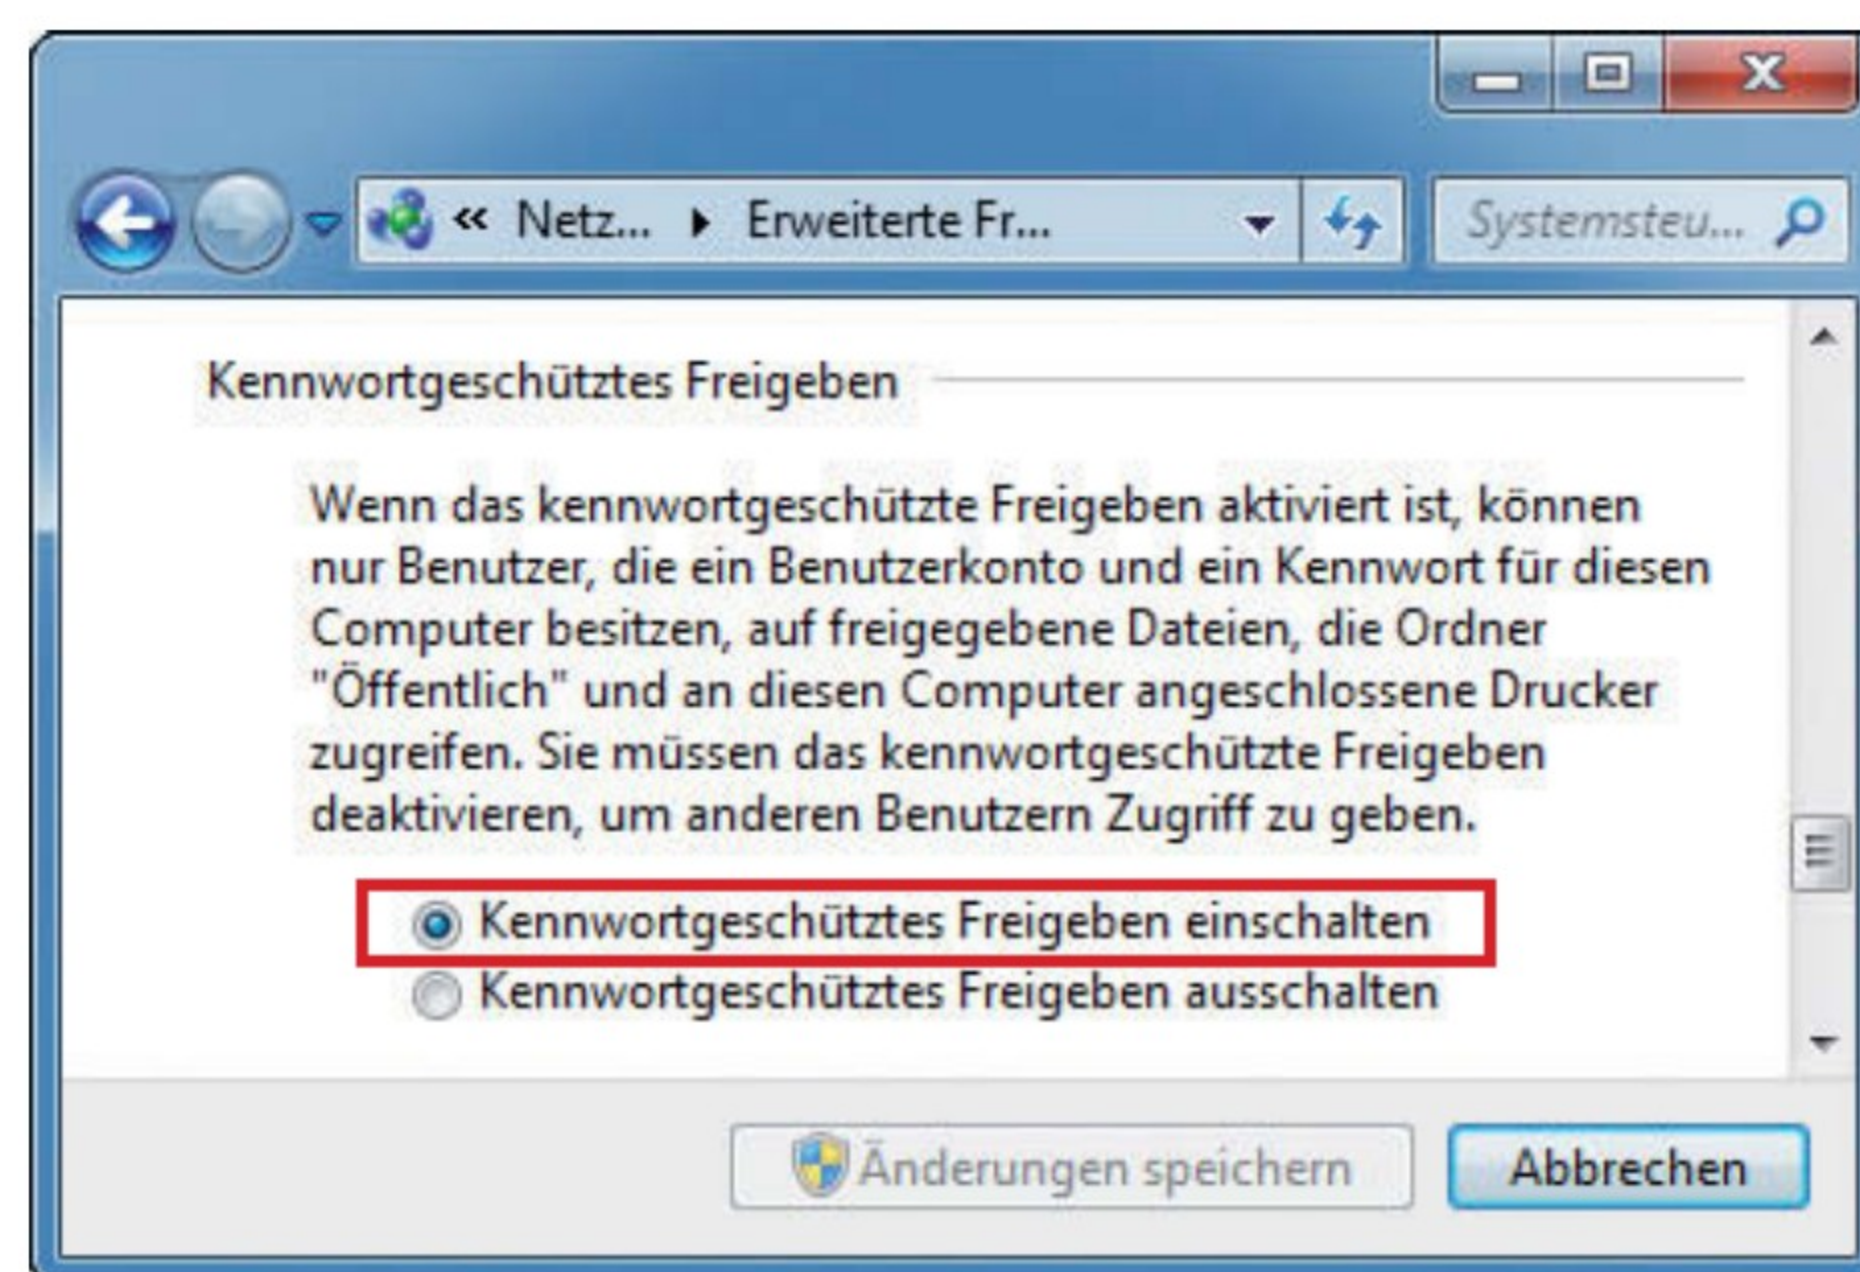 « Netz... ▸ Erweiterte Fr... Systemsteu...
Kennwortgeschütztes Freigeben
Wenn das kennwortgeschützte Freigeben aktiviert ist, können
nur Benutzer, die ein Benutzerkonto und ein Kennwort für diesen
Computer besitzen, auf freigegebene Dateien, die Ordner
"Öffentlich" und an diesen Computer angeschlossene Drucker
zugreifen. Sie müssen das kennwortgeschützte Freigeben
deaktivieren, um anderen Benutzern Zugriff zu geben.
Kennwortgeschütztes Freigeben einschalten
Kennwortgeschütztes Freigeben ausschalten
Änderungen speichern Abbrechen